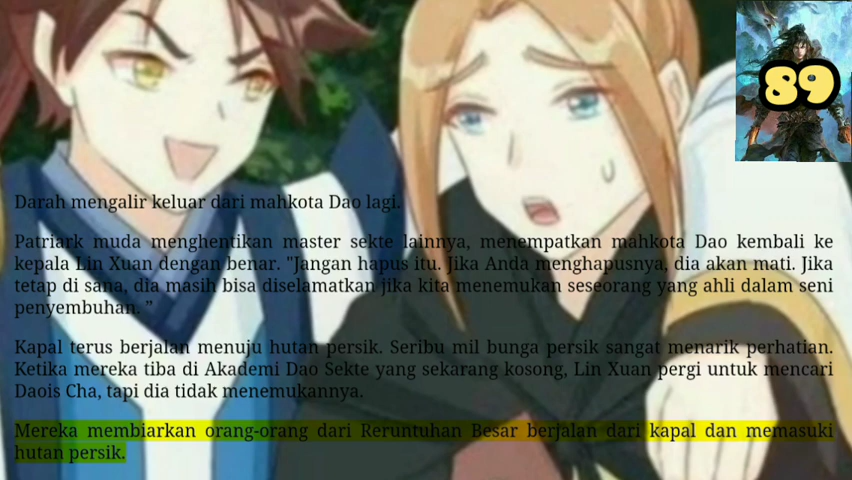 89
Darah mengalir keluar dari mahkota Dao lagi.
Patriark muda menghentikan master sekte lainnya, menempatkan mahkota Dao kembali ke
kepala Lin Xuan dengan benar. "Jangan hapus itu. Jika Anda menghapusnya, dia akan mati. Jika
tetap di sana, dia masih bisa diselamatkan jika kita menemukan seseorang yang ahli dalam seni
penyembuhan. ”
Kapal terus berjalan menuju hutan persik. Seribu mil bunga persik sangat menarik perhatian.
Ketika mereka tiba di Akademi Dao Sekte yang sekarang kosong, Lin Xuan pergi untuk mencari
Daois Cha, tapi dia tidak menemukannya.
Mereka membiarkan orang-orang dari Reruntuhan Besar berjalan dari kapal dan memasuki
hutan persik.